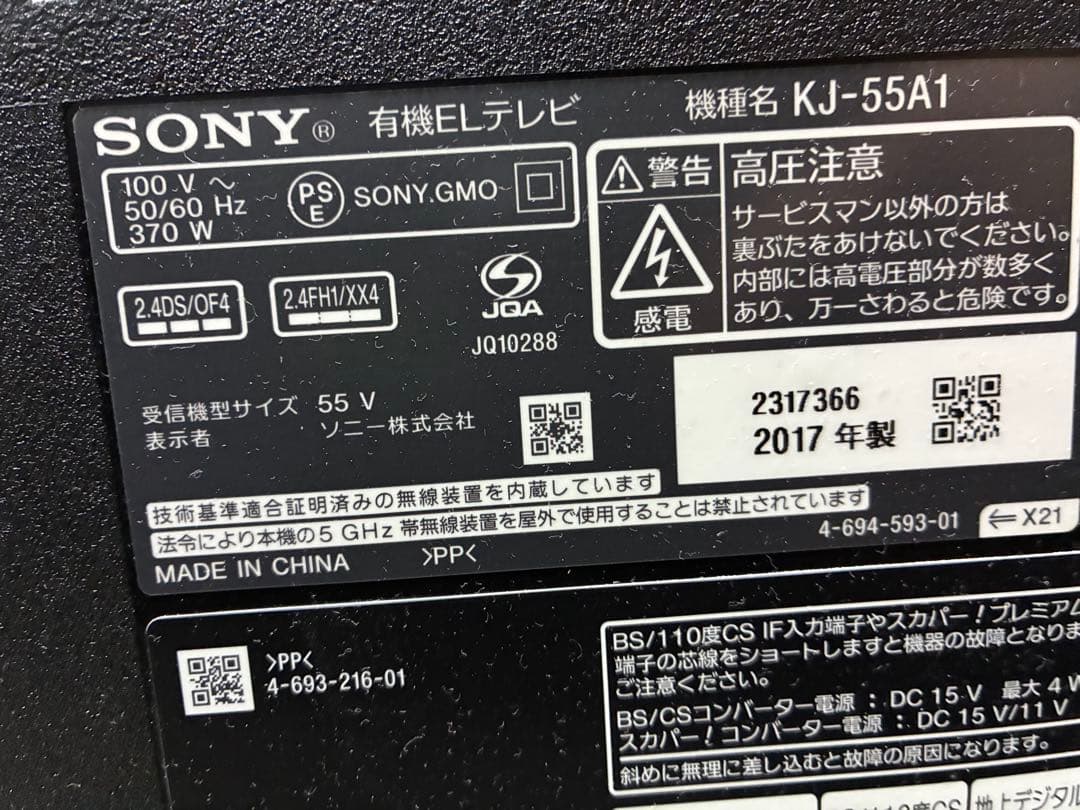 SONY® 有機ELテレビ 機種名 KJ-55A1
100 V ～
50/60 Hz
370 W
PS
E
SONY.GMO
警告
感電
高圧注意
サービスマン以外の方は
裏ぶたをあけないでください。
内部には高電圧部分が数多く
あり、万一さわると危険です。
2.4DS/OF4
2.4FH1/XX4
JQA
JQ10288
受信機型サイズ 55 V
表示者 ソニー株式会社
2317366
2017 年製
技術基準適合証明済みの無線装置を内蔵しています
法令により本機の5 GHz 帯無線装置を屋外で使用することは禁止されています
4-694-593-01
⇐ X21
MADE IN CHINA >PP<
>PP<
4-693-216-01
BS/110度CS IF入力端子やスカパー！プレミアム
端子の芯線をショートしますと機器の故障となりま
ご注意ください。
BS/CSコンバーター電源 : DC 15 V 最大 4 W
スカパー！コンバーター電源 : DC 15 V/11 V
斜めに無理に差し込むと故障の原因になります。
地上デジタル